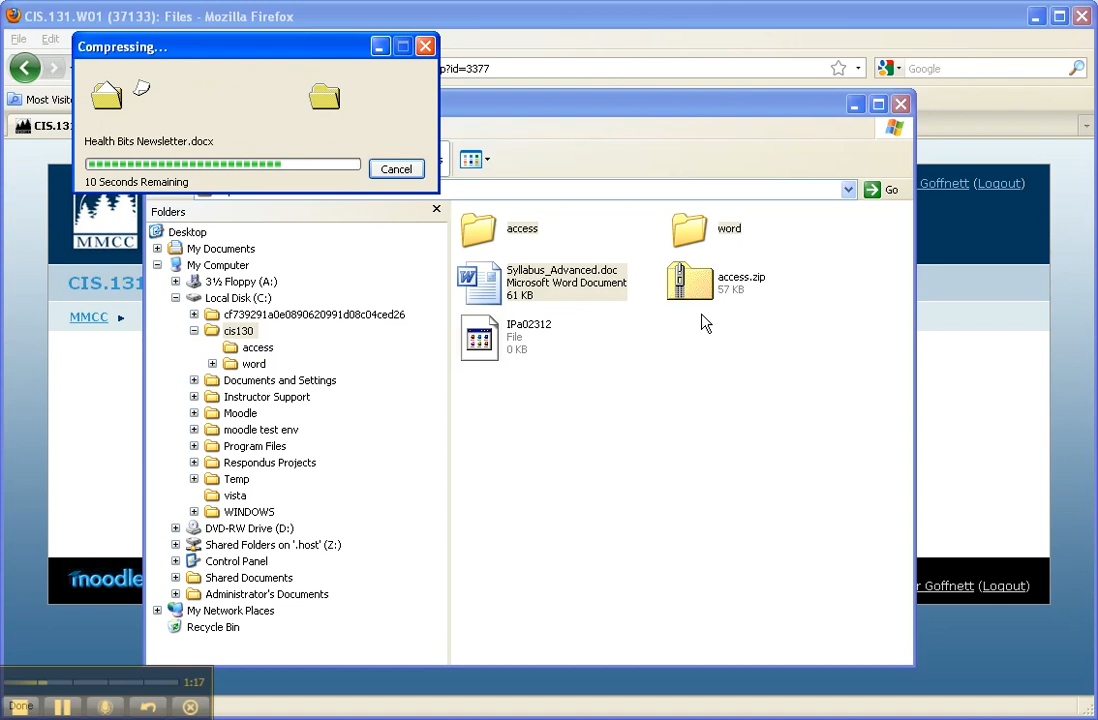 CIS.131.W01 (37133): Files - Mozilla Firefox
File Edit
Compressing...
p?id=3377
Google
Most Visite
CIS.131
Health Bits Newsletter.docx
Cancel
10 Seconds Remaining
Go
Goffnett (Logout)
Folders
MMCC
CIS.131
MMCC
Desktop
My Documents
My Computer
3½ Floppy (A:)
Local Disk (C:)
cf739291a0e0890620991d08c04ced26
cis130
access
word
Documents and Settings
Instructor Support
Moodle
moodle test env
Program Files
Respondus Projects
Temp
vista
WINDOWS
DVD-RW Drive (D:)
Shared Folders on '.host' (Z:)
Control Panel
Shared Documents
Administrator's Documents
My Network Places
Recycle Bin
access
word
Syllabus_Advanced.doc
Microsoft Word Document
61 KB
access.zip
57 KB
IPa02312
File
0 KB
moodle
r Goffnett (Logout)
1:17
Done